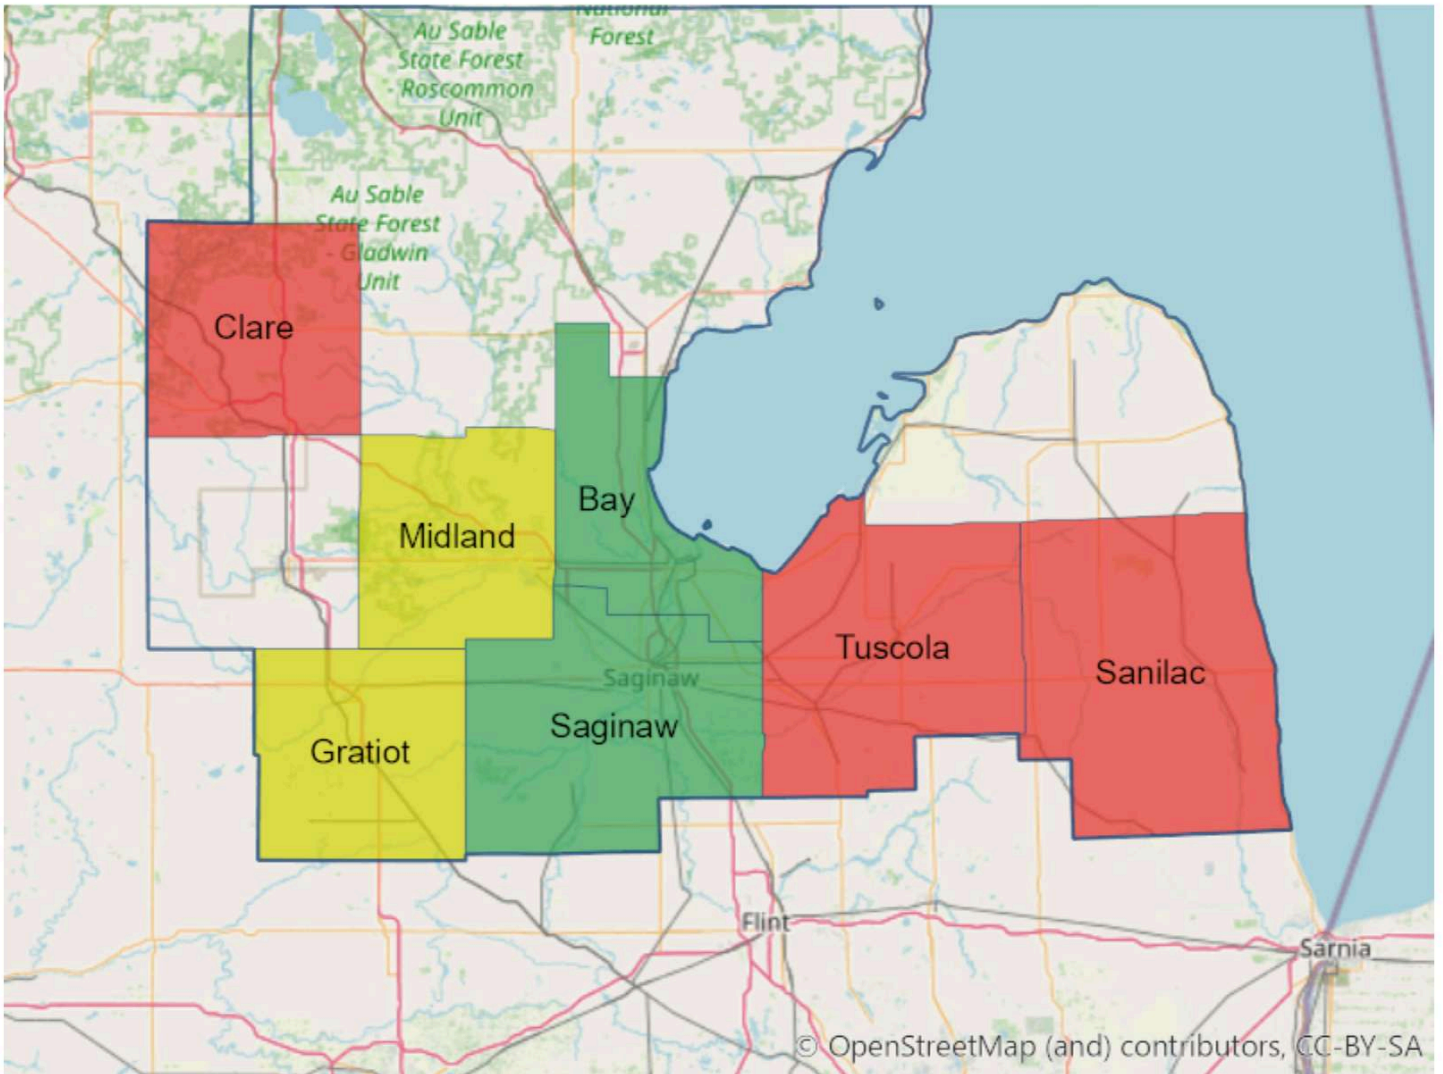 National
Forest
Au Sable
State Forest
- Roscommon
Unit
Au Sable
State Forest
- Gladwin
Unit
Clare
Bay
Midland
Tuscola
Sanilac
Saginaw
Saginaw
Gratiot
Flint
Sarnia
© OpenStreetMap (and) contributors, CC-BY-SA